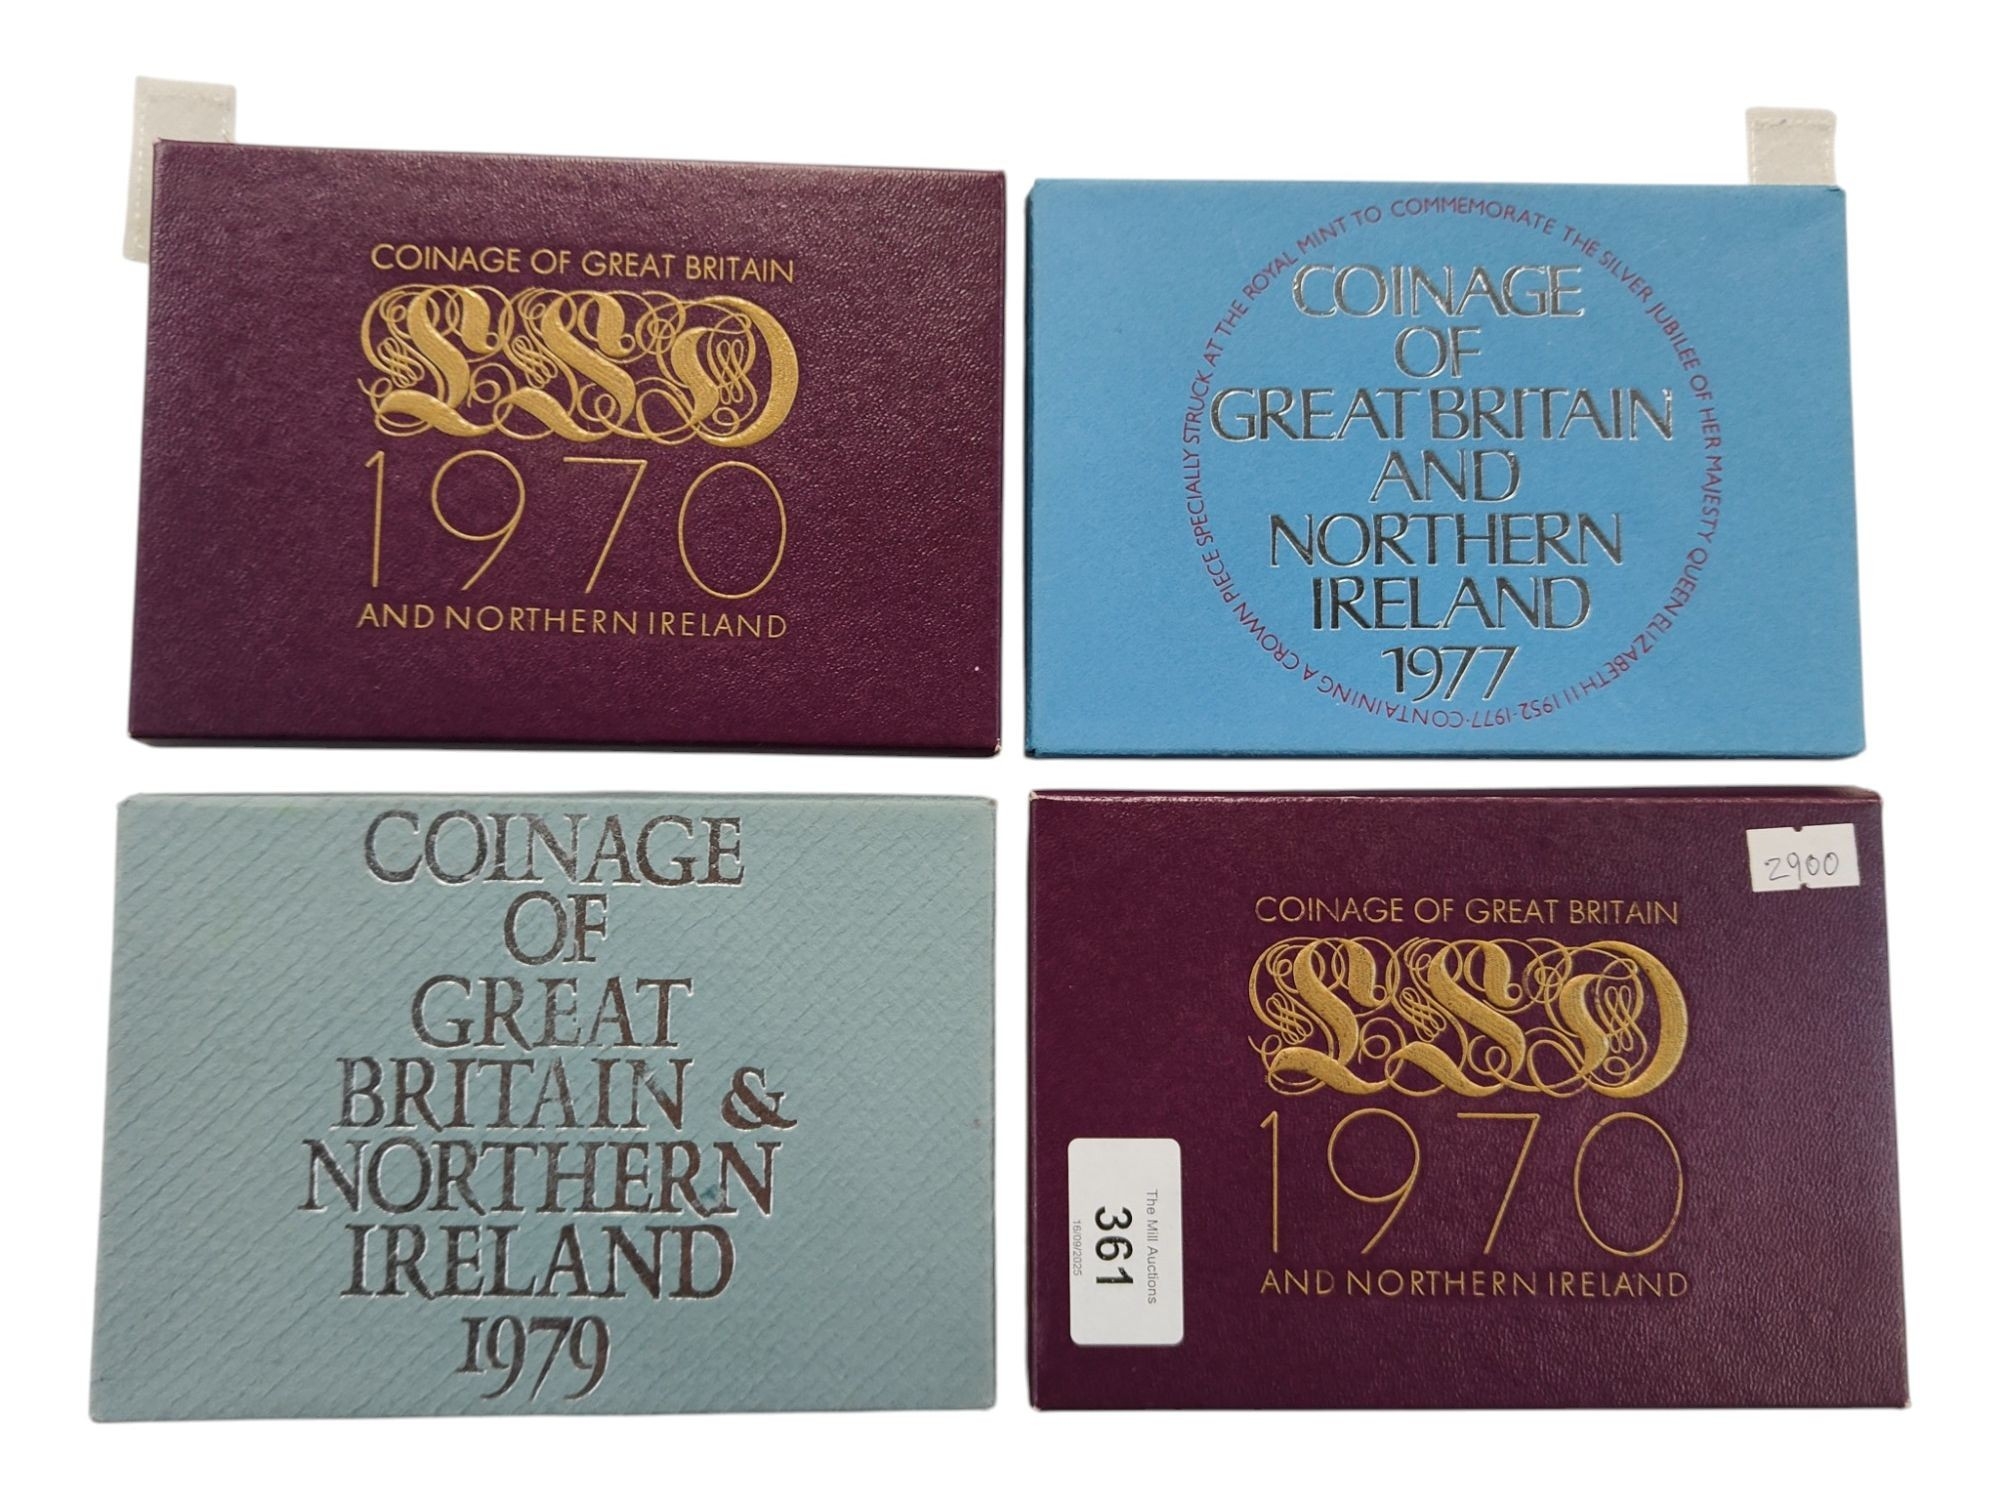 COINAGE OF GREAT BRITAIN
LSD
1970
AND NORTHERN IRELAND
CONTAINING A CROWN PIECE SPECIALLY STRUCK AT THE ROYAL MINT TO COMMEMORATE THE SILVER JUBILEE OF HER MAJESTY QUEEN ELIZABETH II 1952-1977·
COINAGE
OF
GREAT BRITAIN
AND
NORTHERN
IRELAND
1977
COINAGE
OF
GREAT
BRITAIN &
NORTHERN
IRELAND
1979
2900
COINAGE OF GREAT BRITAIN
LSD
1970
AND NORTHERN IRELAND
The Mill Auctions
361
16/09/2025